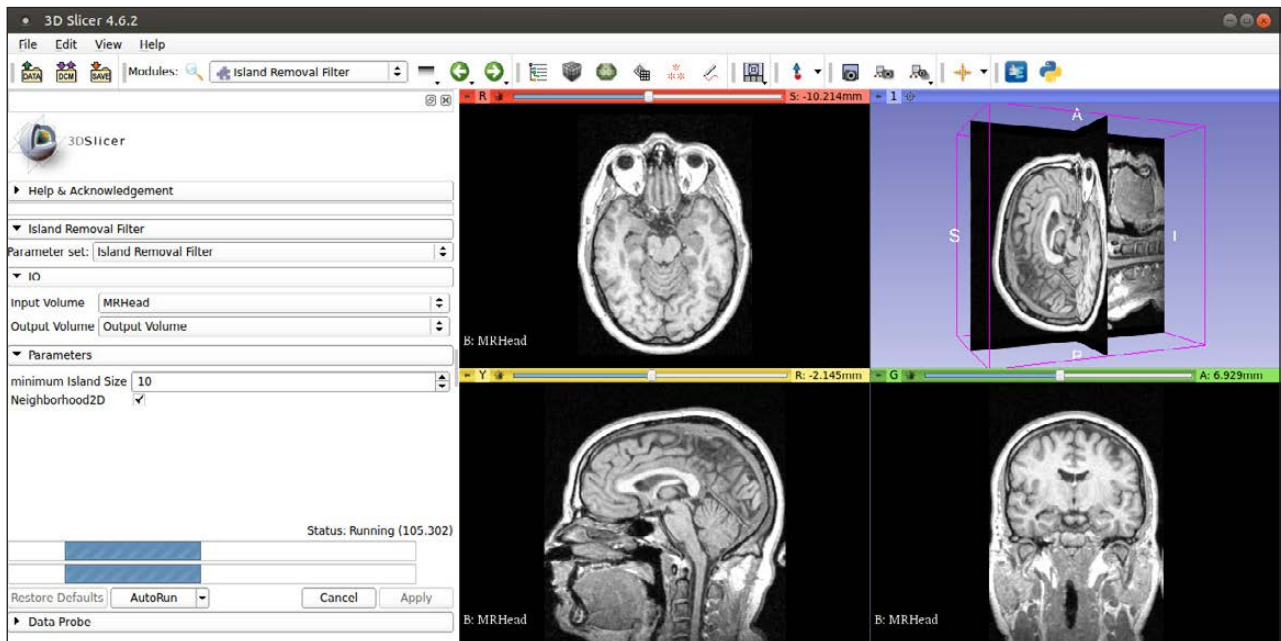 3D Slicer 4.6.2
File Edit View Help
DATA DCM SAVE Modules: Island Removal Filter
3DSlicer
Help & Acknowledgement
Island Removal Filter
Parameter set: Island Removal Filter
IO
Input Volume MRHead
Output Volume Output Volume
Parameters
minimum Island Size 10
Neighborhood2D
Status: Running (105.302)
Restore Defaults AutoRun Cancel Apply
Data Probe
R S: -10.214mm
B: MRHead
1
A
S
I
P
Y R: -2.145mm
B: MRHead
G A: 6.929mm
B: MRHead